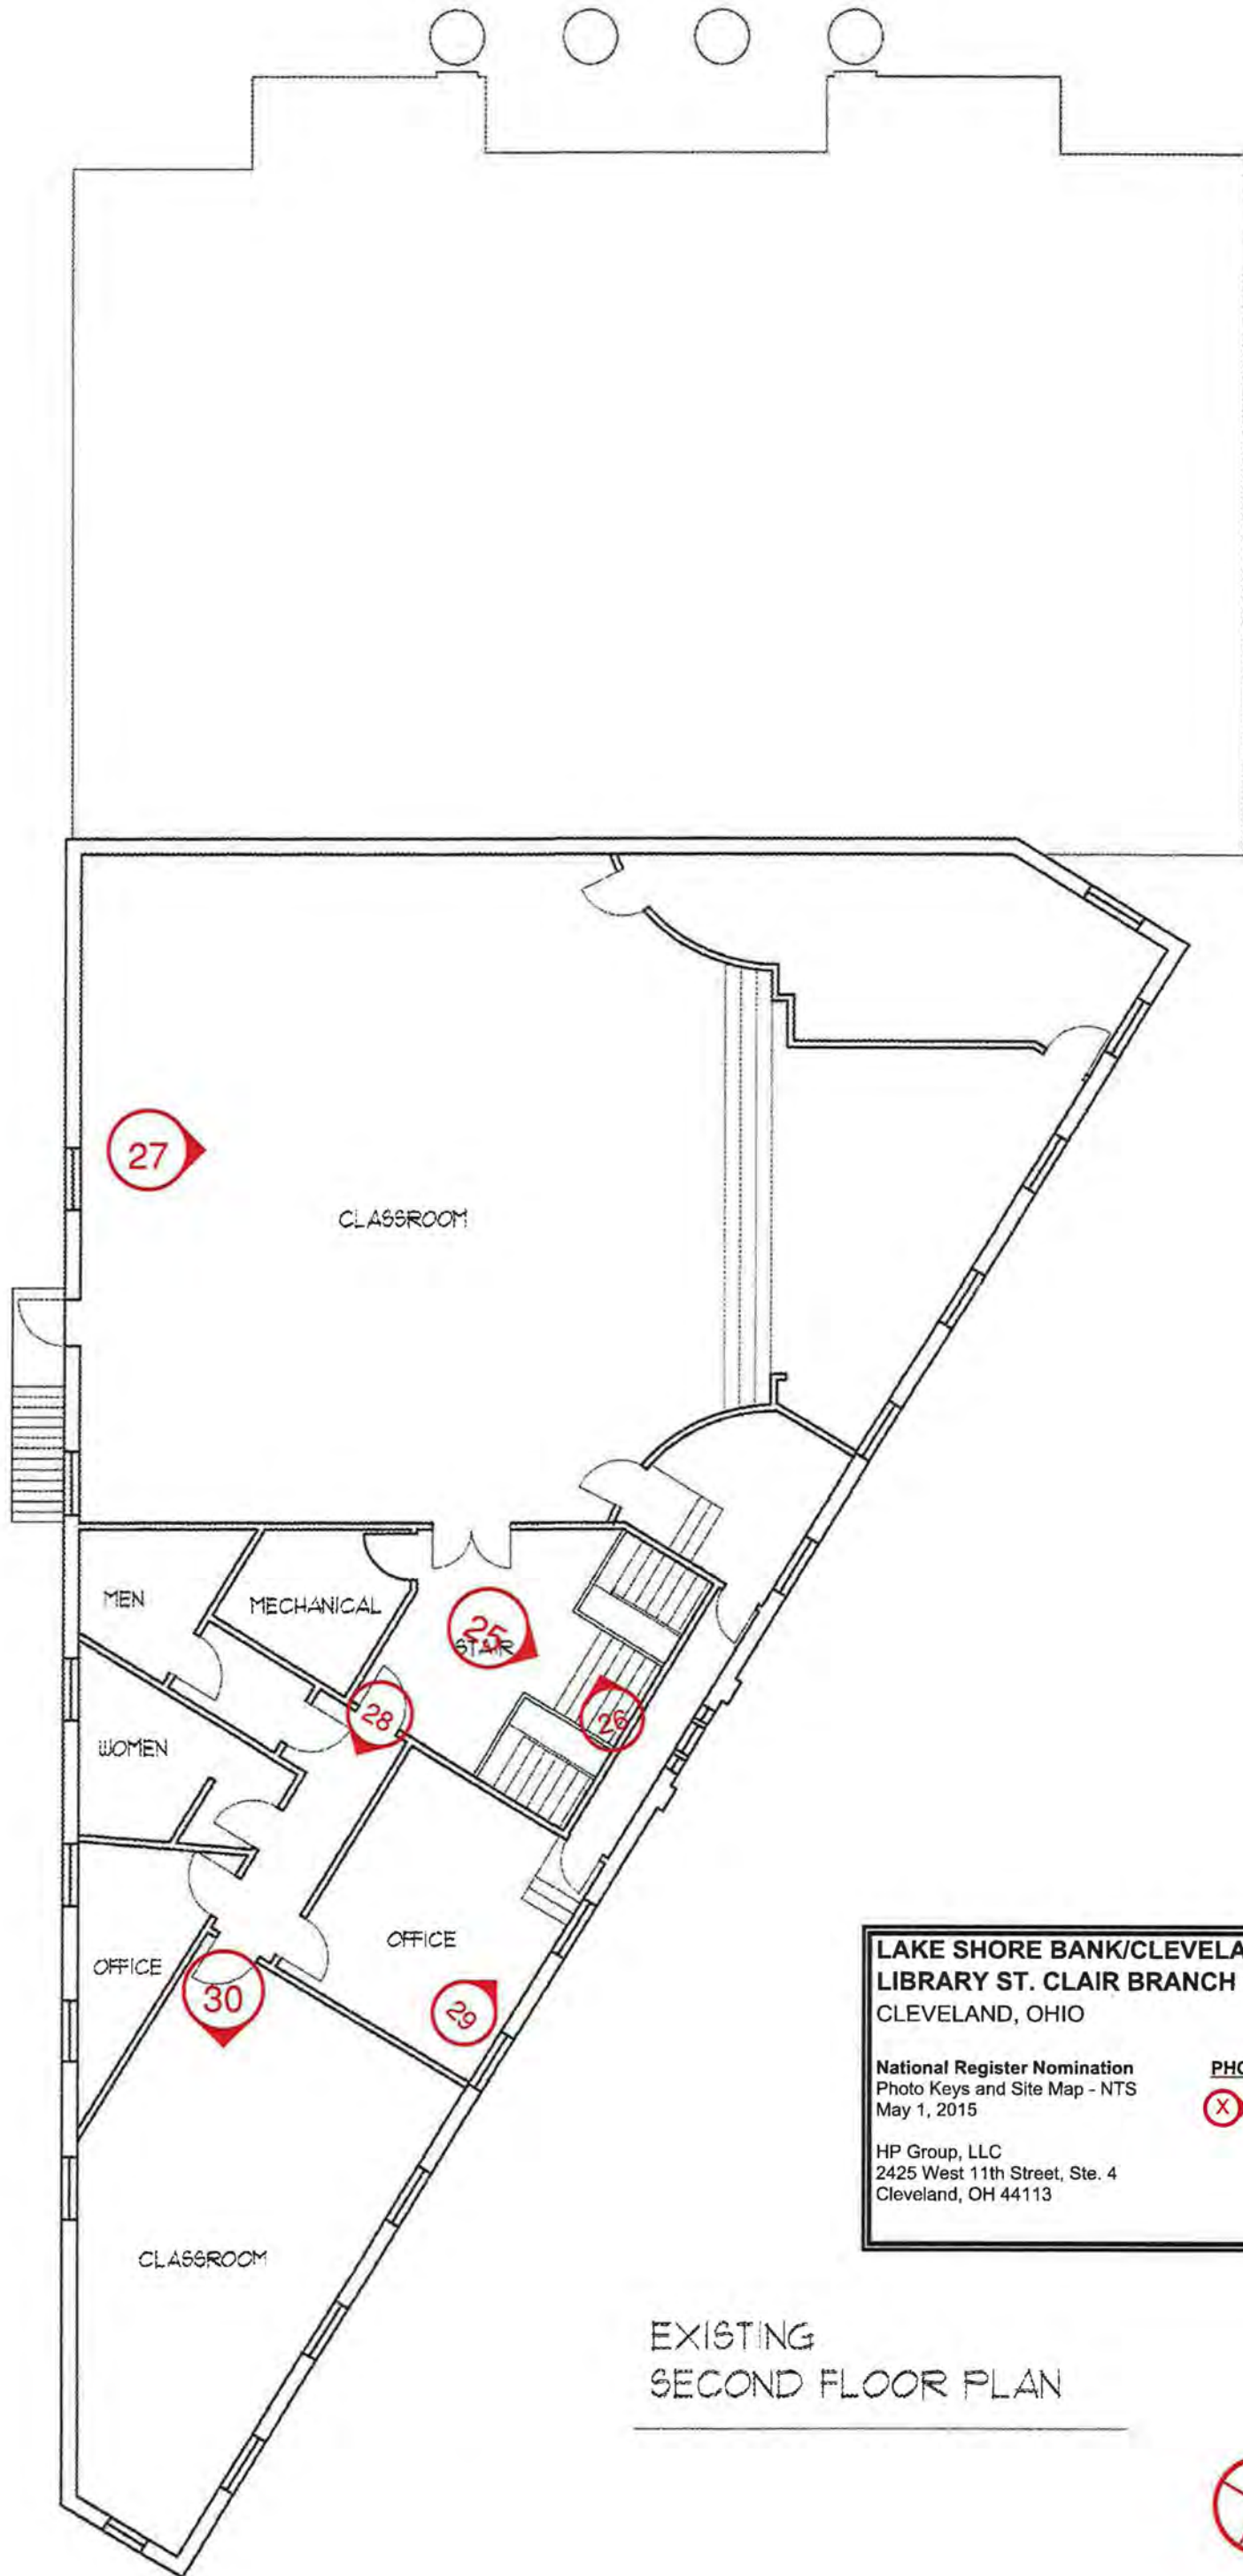 27
CLASSROOM
MEN
MECHANICAL
25
STAIR
28
26
WOMEN
OFFICE
OFFICE
30
29
CLASSROOM
LAKE SHORE BANK/CLEVELA
LIBRARY ST. CLAIR BRANCH
CLEVELAND, OHIO
National Register Nomination
Photo Keys and Site Map - NTS
May 1, 2015
PHO
X
HP Group, LLC
2425 West 11th Street, Ste. 4
Cleveland, OH 44113
EXISTING
SECOND FLOOR PLAN